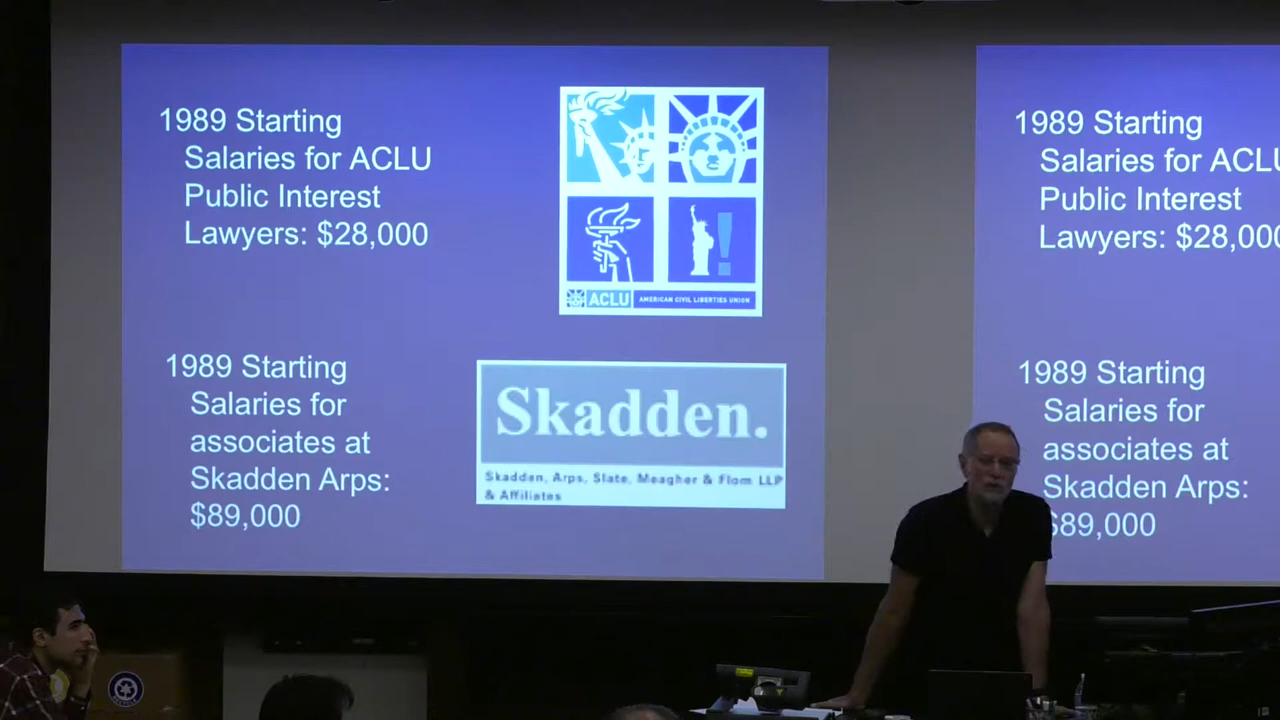 1989 Starting
Salaries for ACLU
Public Interest
Lawyers: $28,000
ACLU
AMERICAN CIVIL LIBERTIES UNION
1989 Starting
Salaries for
associates at
Skadden Arps:
$89,000
Skadden.
Skadden, Arps, Slate, Meagher & Flom LLP
& Affiliates
1989 Starting
Salaries for ACLU
Public Interest
Lawyers: $28,000
1989 Starting
Salaries for
associates at
Skadden Arps:
$89,000